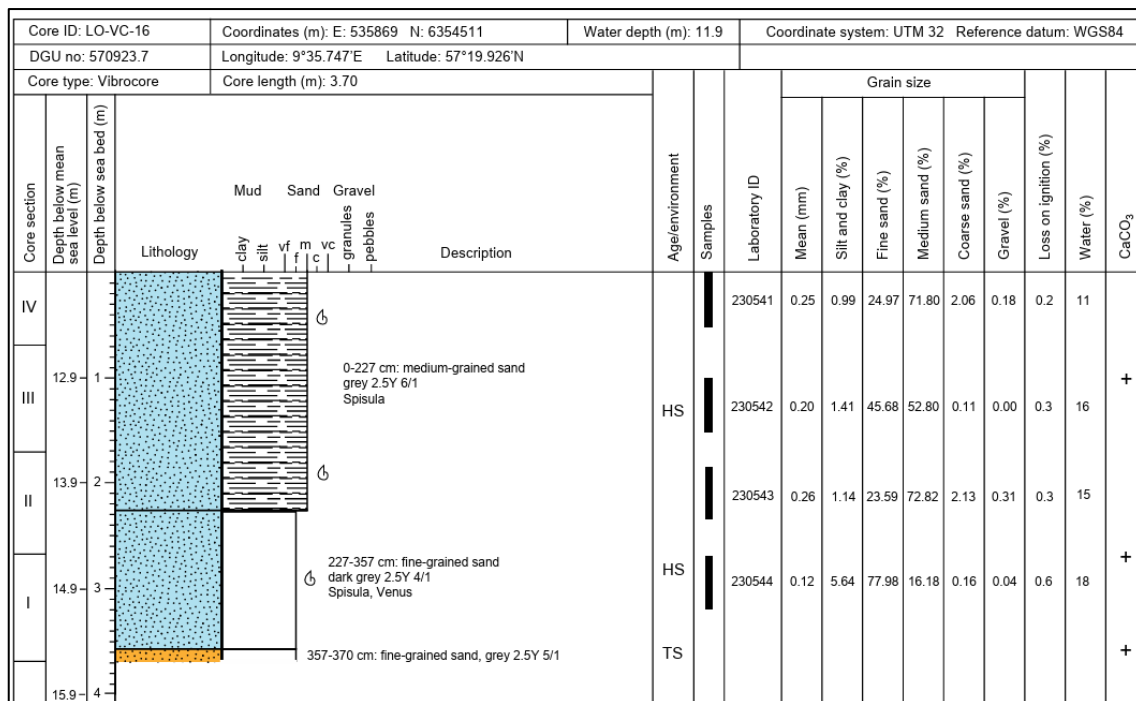 Core ID: LO-VC-16 Coordinates (m): E: 535869 N: 6354511 Water depth (m): 11.9 Coordinate system: UTM 32 Reference datum: WGS84
DGU no: 570923.7 Longitude: 9°35.747'E Latitude: 57°19.926'N
Core type: Vibrocore Core length (m): 3.70
Grain size
Core section
Depth below mean sea level (m)
Depth below sea bed (m)
Lithology
Mud Sand Gravel
clay silt vf f m c vc granules pebbles
Description
Age/environment
Samples
Laboratory ID
Mean (mm)
Silt and clay (%)
Fine sand (%)
Medium sand (%)
Coarse sand (%)
Gravel (%)
Loss on ignition (%)
Water (%)
CaCO₃
IV 230541 0.25 0.99 24.97 71.80 2.06 0.18 0.2 11
0-227 cm: medium-grained sand
12.9 1 grey 2.5Y 6/1 +
Spisula
III HS 230542 0.20 1.41 45.68 52.80 0.11 0.00 0.3 16
13.9 2
II 230543 0.26 1.14 23.59 72.82 2.13 0.31 0.3 15
227-357 cm: fine-grained sand +
dark grey 2.5Y 4/1 HS
Spisula, Venus 230544 0.12 5.64 77.98 16.18 0.16 0.04 0.6 18
14.9 3
I
357-370 cm: fine-grained sand, grey 2.5Y 5/1 TS +
15.9 4